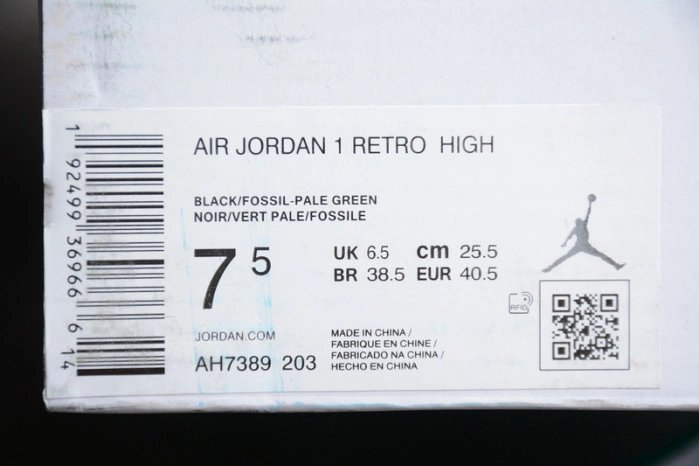 AIR JORDAN 1 RETRO HIGH
BLACK/FOSSIL-PALE GREEN
NOIR/VERT PALE/FOSSILE
7 5
UK 6.5 cm 25.5
BR 38.5 EUR 40.5
RFID
JORDAN.COM
AH7389 203
MADE IN CHINA /
FABRIQUE EN CHINE /
FABRICADO NA CHINA /
HECHO EN CHINA
1 92499 36966 6 14